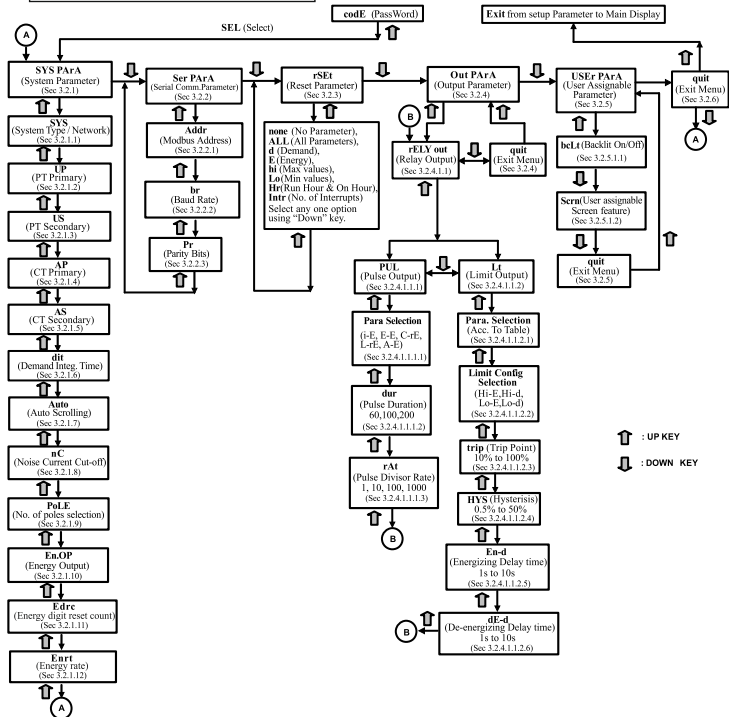 codE (PassWord)
Exit from setup Parameter to Main Display
SEL (Select)
A
SYS PArA
(System Parameter)
(Sec 3.2.1)
SYS
(System Type / Network)
(Sec 3.2.1.1)
UP
(PT Primary)
(Sec 3.2.1.2)
US
(PT Secondary)
(Sec 3.2.1.3)
AP
(CT Primary)
(Sec 3.2.1.4)
AS
(CT Secondary)
(Sec 3.2.1.5)
dit
(Demand Integ. Time)
(Sec 3.2.1.6)
Auto
(Auto Scrolling)
(Sec 3.2.1.7)
nC
(Noise Current Cut-off)
(Sec 3.2.1.8)
PoLE
(No. of poles selection)
(Sec 3.2.1.9)
En.OP
(Energy Output)
(Sec 3.2.1.10)
Edrc
(Energy digit reset count)
(Sec 3.2.1.11)
Enrt
(Energy rate)
(Sec 3.2.1.12)
A
Ser PArA
(Serial Comm.Parameter)
(Sec 3.2.2)
Addr
(Modbus Address)
(Sec 3.2.2.1)
br
(Baud Rate)
(Sec 3.2.2.2)
Pr
(Parity Bits)
(Sec 3.2.2.3)
rSEt
(Reset Parameter)
(Sec 3.2.3)
none (No Parameter),
ALL (All Parameters),
d (Demand),
E (Energy),
hi (Max values),
Lo(Min values),
Hr(Run Hour & On Hour),
Intr (No. of Interrupts)
Select any one option
using “Down” key.
Out PArA
(Output Parameter)
(Sec 3.2.4)
B
rELY out
(Relay Output)
(Sec 3.2.4.1.1)
quit
(Exit Menu)
(Sec 3.2.4)
PUL
(Pulse Output)
(Sec 3.2.4.1.1.1)
Para Selection
(i-E, E-E, C-rE,
L-rE, A-E)
(Sec 3.2.4.1.1.1.1)
dur
(Pulse Duration)
60,100,200
(Sec 3.2.4.1.1.1.2)
rAt
(Pulse Divisor Rate)
1, 10, 100, 1000
(Sec 3.2.4.1.1.1.3)
B
Lt
(Limit Output)
(Sec 3.2.4.1.1.2)
Para. Selection
(Acc. To Table)
(Sec 3.2.4.1.1.2.1)
Limit Config
Selection
(Hi-E,Hi-d,
Lo-E,Lo-d)
(Sec 3.2.4.1.1.2.2)
trip (Trip Point)
10% to 100%
(Sec 3.2.4.1.1.2.3)
HYS (Hysterisis)
0.5% to 50%
(Sec 3.2.4.1.1.2.4)
En-d
(Energizing Delay time)
1s to 10s
(Sec 3.2.4.1.1.2.5)
dE-d
(De-energizing Delay time)
1s to 10s
(Sec 3.2.4.1.1.2.6)
B
USEr PArA
(User Assignable
Parameter)
(Sec 3.2.5)
bcLt (Backlit On/Off)
(Sec 3.2.5.1.1)
Scrn(User assignable
Screen feature)
(Sec 3.2.5.1.2)
quit
(Exit Menu)
(Sec 3.2.5)
quit
(Exit Menu)
(Sec 3.2.6)
A
: UP KEY
: DOWN KEY